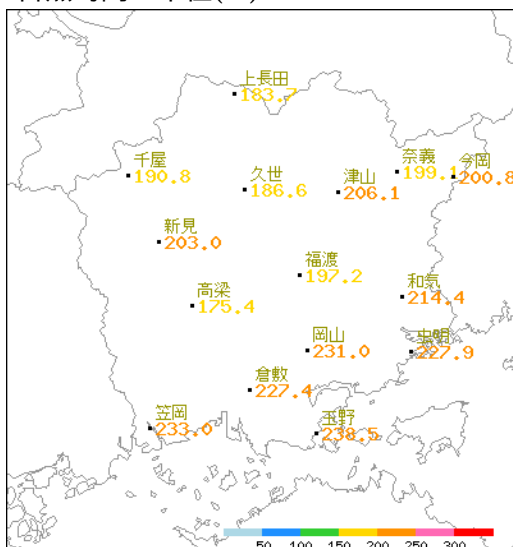 上長田
183.7
千屋
190.8
久世
186.6
津山
206.1
奈義
199.1
今岡
200.8
新見
203.0
福渡
197.2
高梁
175.4
和気
214.4
岡山
231.0
虫明
227.9
倉敷
227.4
笠岡
233.0
玉野
238.5
50 100 150 200 250 300